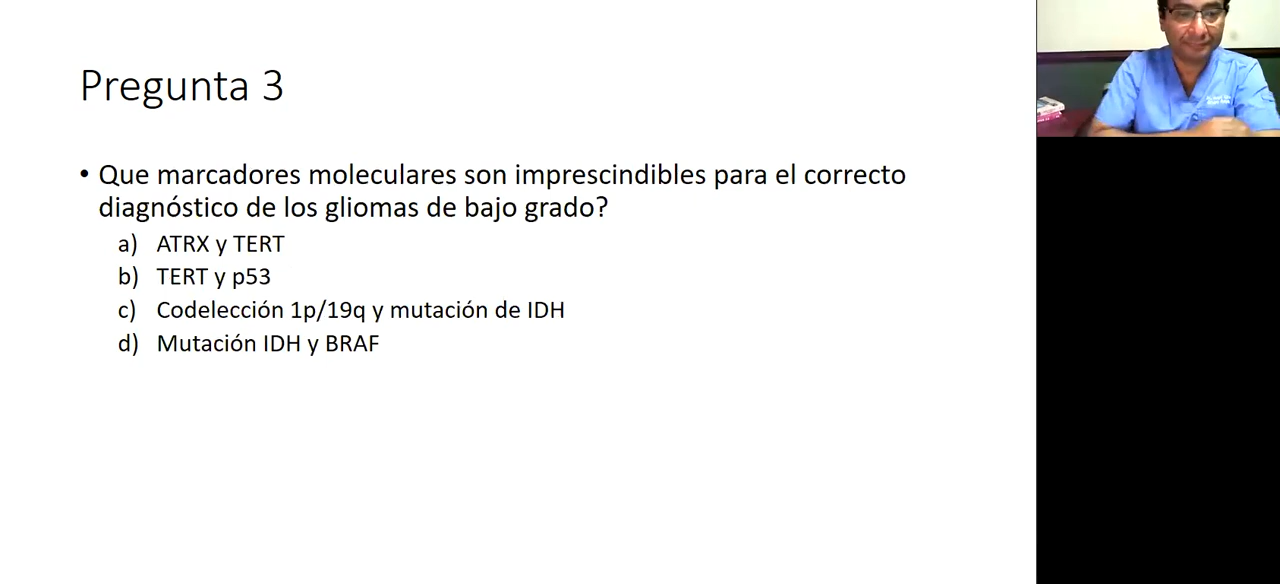 Pregunta 3
• Que marcadores moleculares son imprescindibles para el correcto
diagnóstico de los gliomas de bajo grado?
a) ATRX y TERT
b) TERT y p53
c) Codelección 1p/19q y mutación de IDH
d) Mutación IDH y BRAF